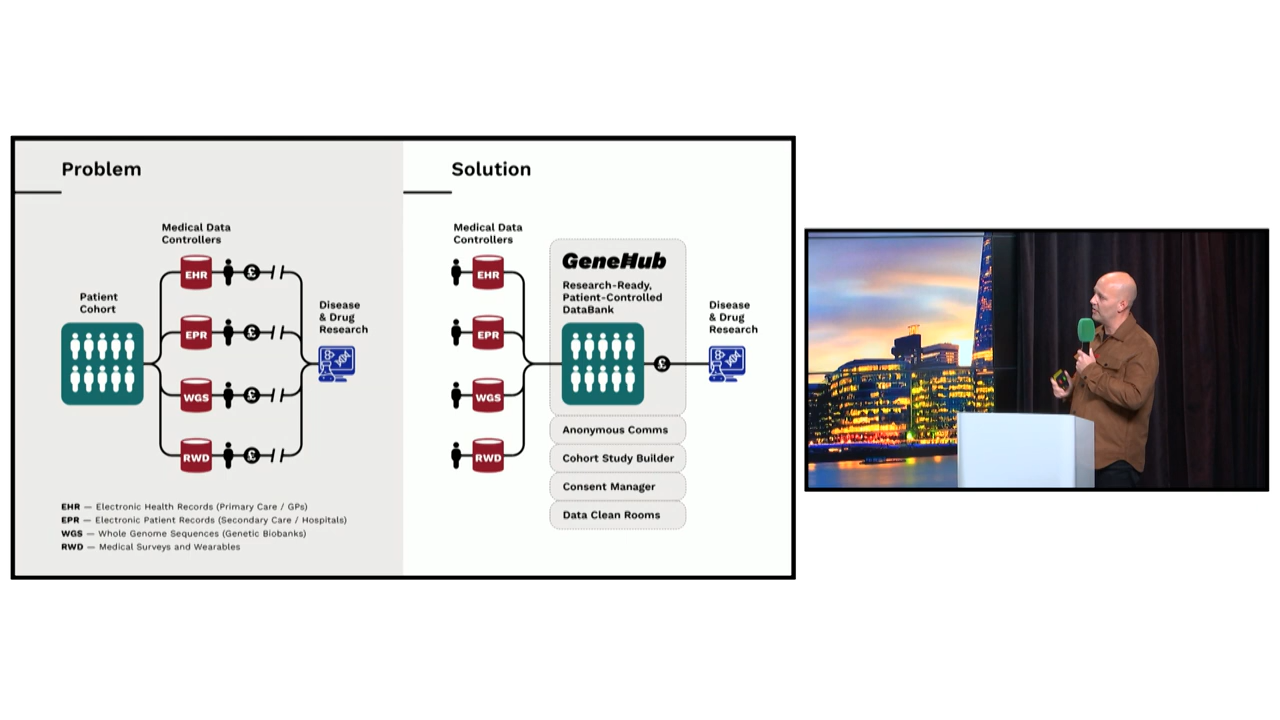 Problem
Medical Data
Controllers
EHR
£
Patient
Cohort
EPR
£
Disease
& Drug
Research
WGS
£
RWD
£
EHR — Electronic Health Records (Primary Care / GPs)
EPR — Electronic Patient Records (Secondary Care / Hospitals)
WGS — Whole Genome Sequences (Genetic Biobanks)
RWD — Medical Surveys and Wearables
Solution
Medical Data
Controllers
EHR
EPR
WGS
RWD
GeneHub
Research-Ready,
Patient-Controlled
DataBank
£
Disease
& Drug
Research
Anonymous Comms
Cohort Study Builder
Consent Manager
Data Clean Rooms